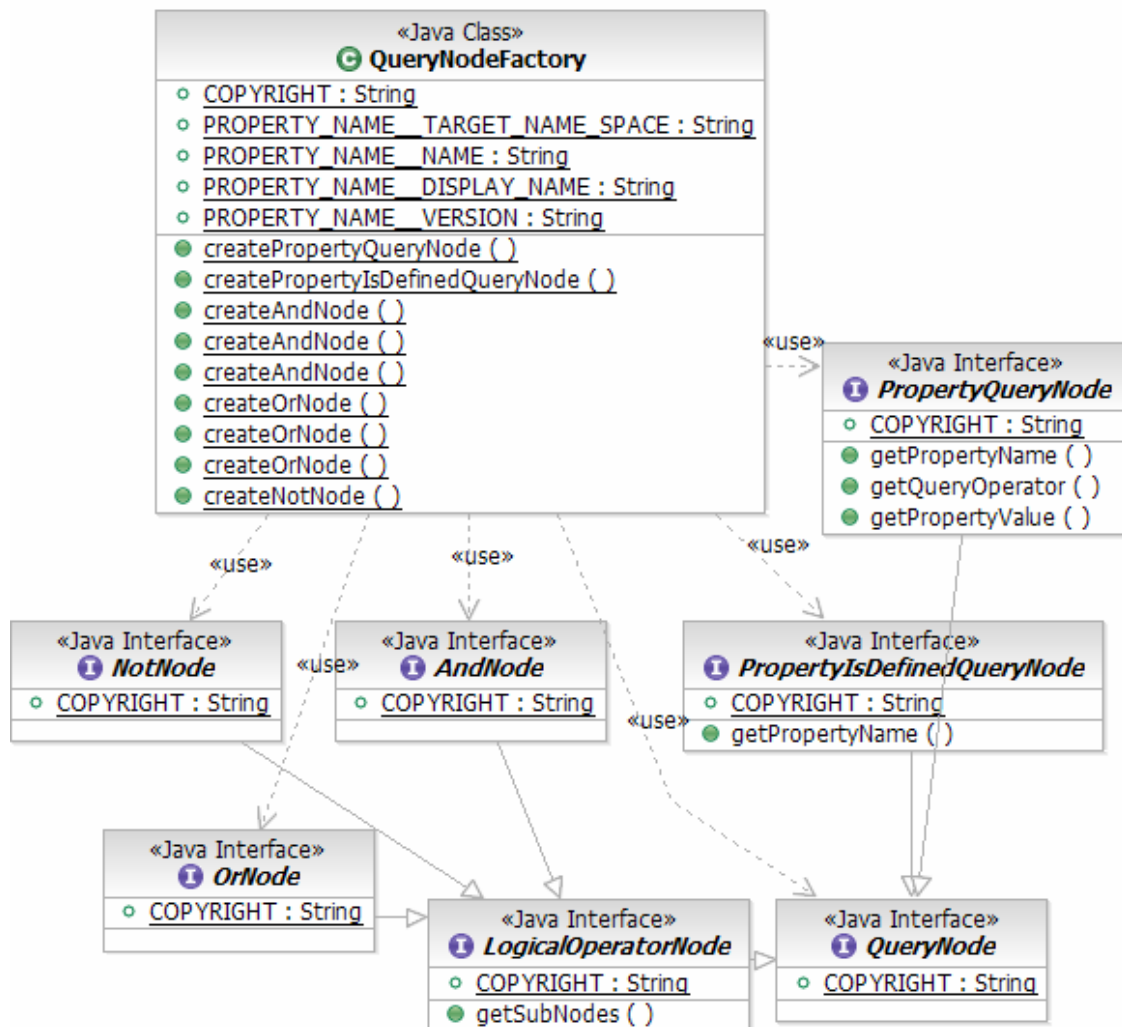 «Java Class»
QueryNodeFactory
COPYRIGHT : String
PROPERTY_NAME__TARGET_NAME_SPACE : String
PROPERTY_NAME__NAME : String
PROPERTY_NAME__DISPLAY_NAME : String
PROPERTY_NAME__VERSION : String
createPropertyQueryNode ( )
createPropertyIsDefinedQueryNode ( )
createAndNode ( )
createAndNode ( )
createAndNode ( )
createOrNode ( )
createOrNode ( )
createOrNode ( )
createNotNode ( )
«use»
«Java Interface»
PropertyQueryNode
COPYRIGHT : String
getPropertyName ( )
getQueryOperator ( )
getPropertyValue ( )
«use»
«use»
«use»
«Java Interface»
NotNode
COPYRIGHT : String
«use»
«Java Interface»
AndNode
COPYRIGHT : String
«use»
«Java Interface»
PropertyIsDefinedQueryNode
COPYRIGHT : String
getPropertyName ( )
«Java Interface»
OrNode
COPYRIGHT : String
«Java Interface»
LogicalOperatorNode
COPYRIGHT : String
getSubNodes ( )
«Java Interface»
QueryNode
COPYRIGHT : String